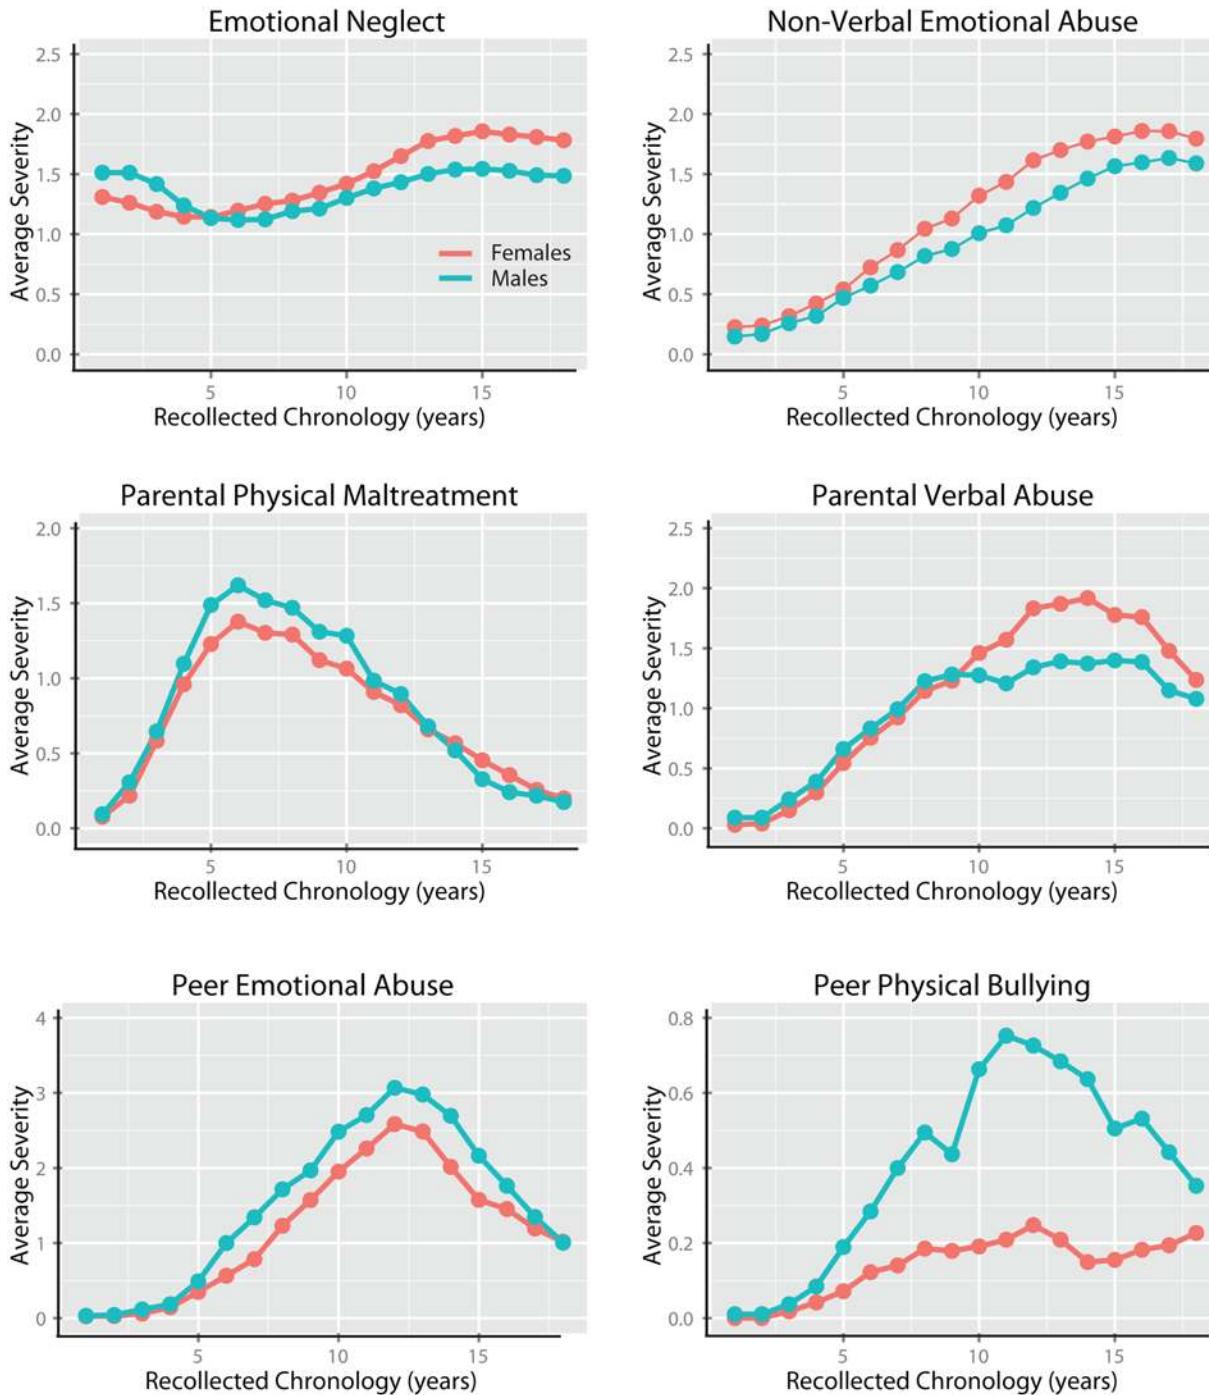 Emotional Neglect
2.5
2.0
1.5
1.0
0.5
0.0
Average Severity
Females
Males
5 10 15
Recollected Chronology (years)
Non-Verbal Emotional Abuse
2.5
2.0
1.5
1.0
0.5
0.0
Average Severity
5 10 15
Recollected Chronology (years)
Parental Physical Maltreatment
2.0
1.5
1.0
0.5
0.0
Average Severity
5 10 15
Recollected Chronology (years)
Parental Verbal Abuse
2.5
2.0
1.5
1.0
0.5
0.0
Average Severity
5 10 15
Recollected Chronology (years)
Peer Emotional Abuse
4
3
2
1
0
Average Severity
5 10 15
Recollected Chronology (years)
Peer Physical Bullying
0.8
0.6
0.4
0.2
0.0
Average Severity
5 10 15
Recollected Chronology (years)